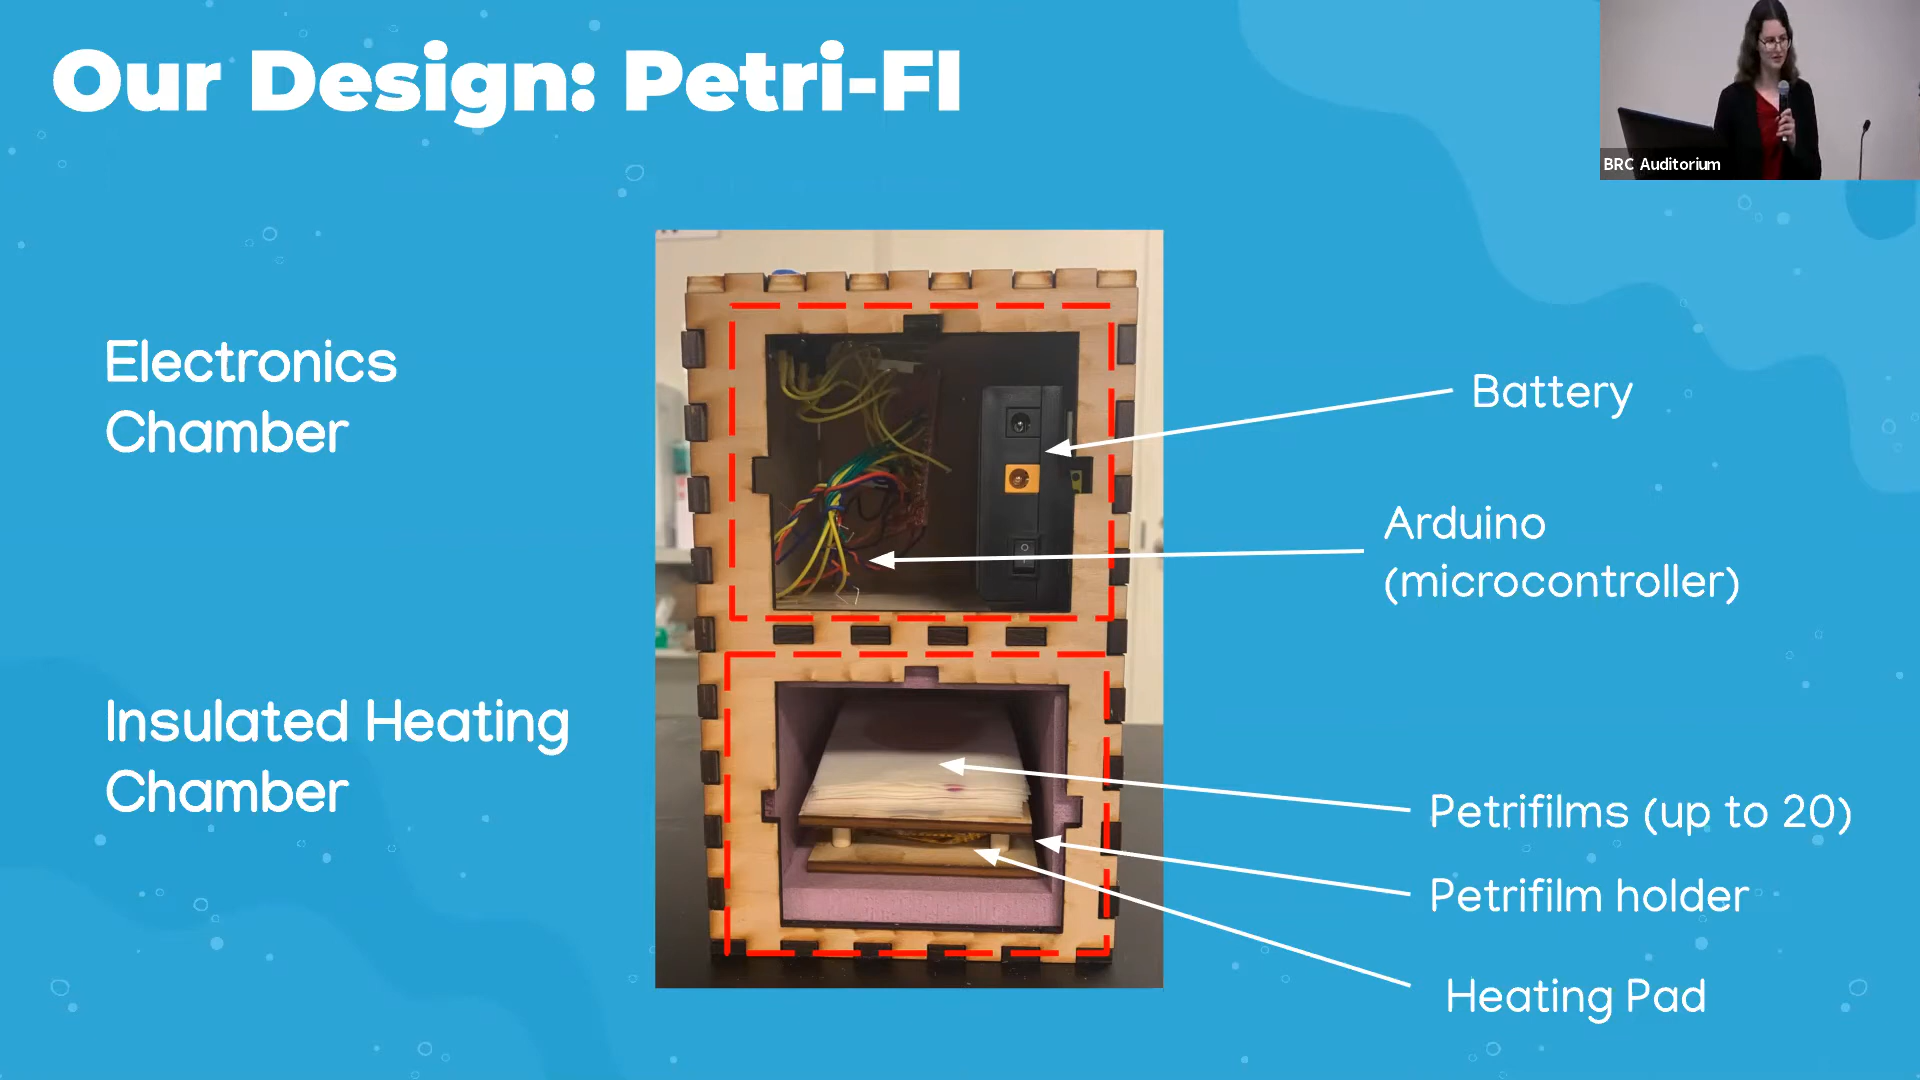 Our Design: Petri-FI
BRC Auditorium
Electronics
Chamber
Battery
Arduino
(microcontroller)
Insulated Heating
Chamber
Petrifilms (up to 20)
Petrifilm holder
Heating Pad